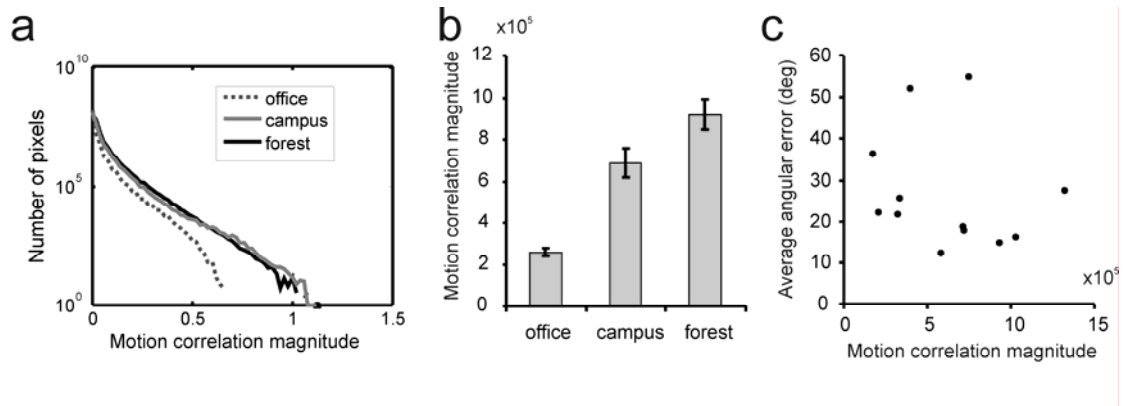 a
10^10
10^5
10^0
Number of pixels
office
campus
forest
0
0.5
1
1.5
Motion correlation magnitude
b
x10^5
12
10
8
6
4
2
0
Motion correlation magnitude
office campus forest
c
60
50
40
30
20
10
0
Average angular error (deg)
x10^5
0 5 10 15
Motion correlation magnitude